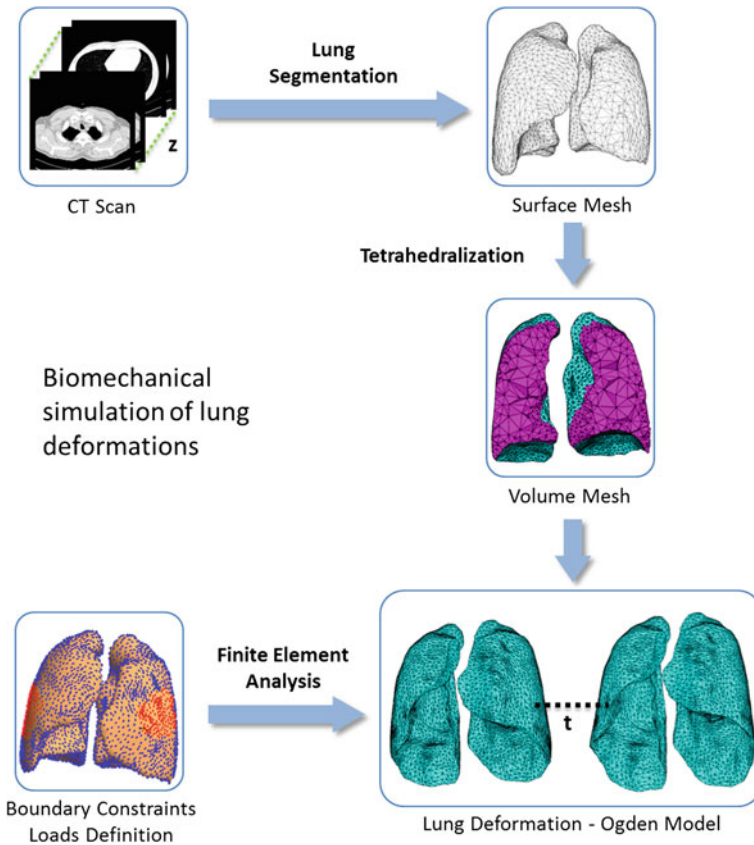 Lung
Segmentation
z
CT Scan
Surface Mesh
Tetrahedralization
Biomechanical
simulation of lung
deformations
Volume Mesh
Finite Element
Analysis
t
Boundary Constraints
Loads Definition
Lung Deformation - Ogden Model